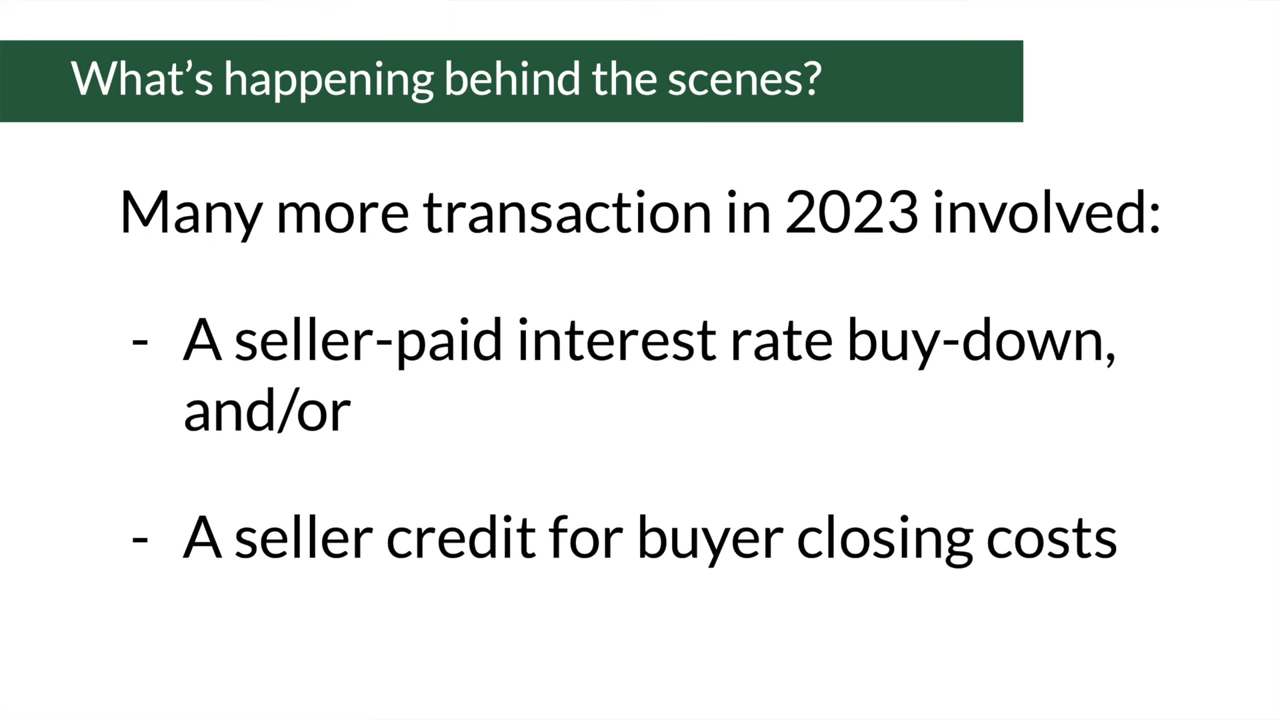 What’s happening behind the scenes?
Many more transaction in 2023 involved:
- A seller-paid interest rate buy-down,
and/or
- A seller credit for buyer closing costs